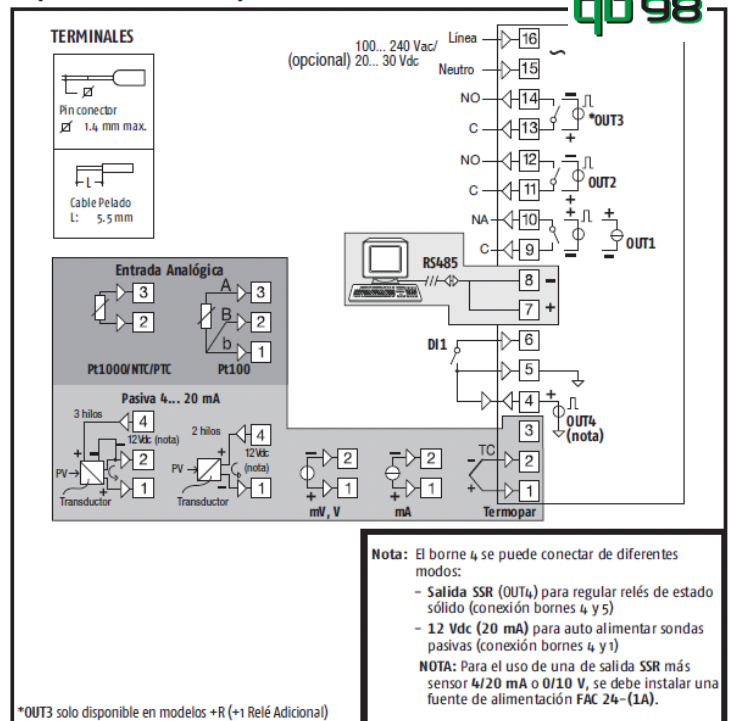 qb 98
TERMINALES
Pin conector
1.4 mm max.
L
Cable Pelado
L: 5.5 mm
100... 240 Vac/
(opcional) 20... 30 Vdc
Línea 16
Neutro 15
NO 14
C 13
*OUT3
NO 12
C 11
OUT2
NA 10
C 9
OUT1
RS485
8 –
7 +
DI1
6
5
4
OUT4
(nota)
3
TC
– 2
+ 1
Termopar
Entrada Analógica
3
2
Pt1000/NTC/PTC
A 3
B 2
b 1
Pt100
Pasiva 4... 20 mA
3 hilos
4
12Vdc (nota)
2
PV
1
Transductor
2 hilos
4
12Vdc
(nota)
PV
1
Transductor
– 2
+ 1
mV, V
– 2
+ 1
mA
Nota: El borne 4 se puede conectar de diferentes
modos:
– Salida SSR (OUT4) para regular relés de estado
sólido (conexión bornes 4 y 5)
– 12 Vdc (20 mA) para auto alimentar sondas
pasivas (conexión bornes 4 y 1)
NOTA: Para el uso de una de salida SSR más
sensor 4/20 mA o 0/10 V, se debe instalar una
fuente de alimentación FAC 24-(1A).
*OUT3 solo disponible en modelos +R (+1 Relé Adicional)